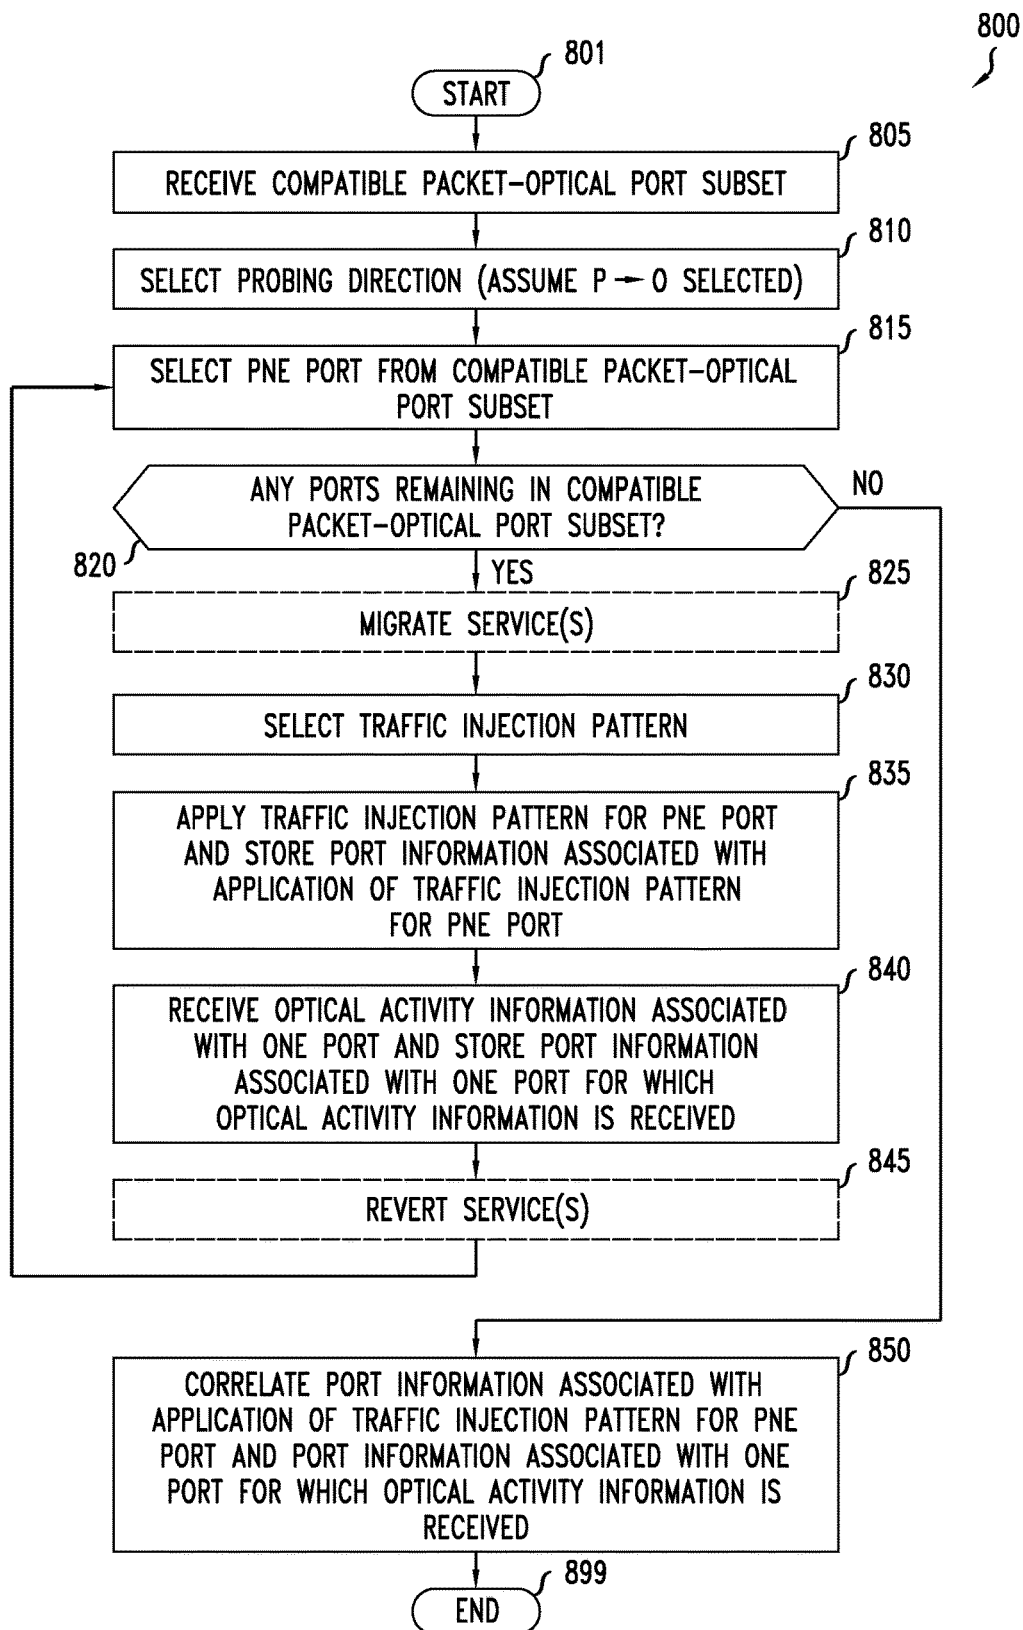 800
801
START
805
RECEIVE COMPATIBLE PACKET-OPTICAL PORT SUBSET
810
SELECT PROBING DIRECTION (ASSUME P → O SELECTED)
815
SELECT PNE PORT FROM COMPATIBLE PACKET-OPTICAL
PORT SUBSET
ANY PORTS REMAINING IN COMPATIBLE
PACKET-OPTICAL PORT SUBSET?
NO
820
YES
825
MIGRATE SERVICE(S)
830
SELECT TRAFFIC INJECTION PATTERN
835
APPLY TRAFFIC INJECTION PATTERN FOR PNE PORT
AND STORE PORT INFORMATION ASSOCIATED WITH
APPLICATION OF TRAFFIC INJECTION PATTERN
FOR PNE PORT
840
RECEIVE OPTICAL ACTIVITY INFORMATION ASSOCIATED
WITH ONE PORT AND STORE PORT INFORMATION
ASSOCIATED WITH ONE PORT FOR WHICH
OPTICAL ACTIVITY INFORMATION IS RECEIVED
845
REVERT SERVICE(S)
850
CORRELATE PORT INFORMATION ASSOCIATED WITH
APPLICATION OF TRAFFIC INJECTION PATTERN FOR PNE
PORT AND PORT INFORMATION ASSOCIATED WITH ONE
PORT FOR WHICH OPTICAL ACTIVITY INFORMATION IS
RECEIVED
899
END